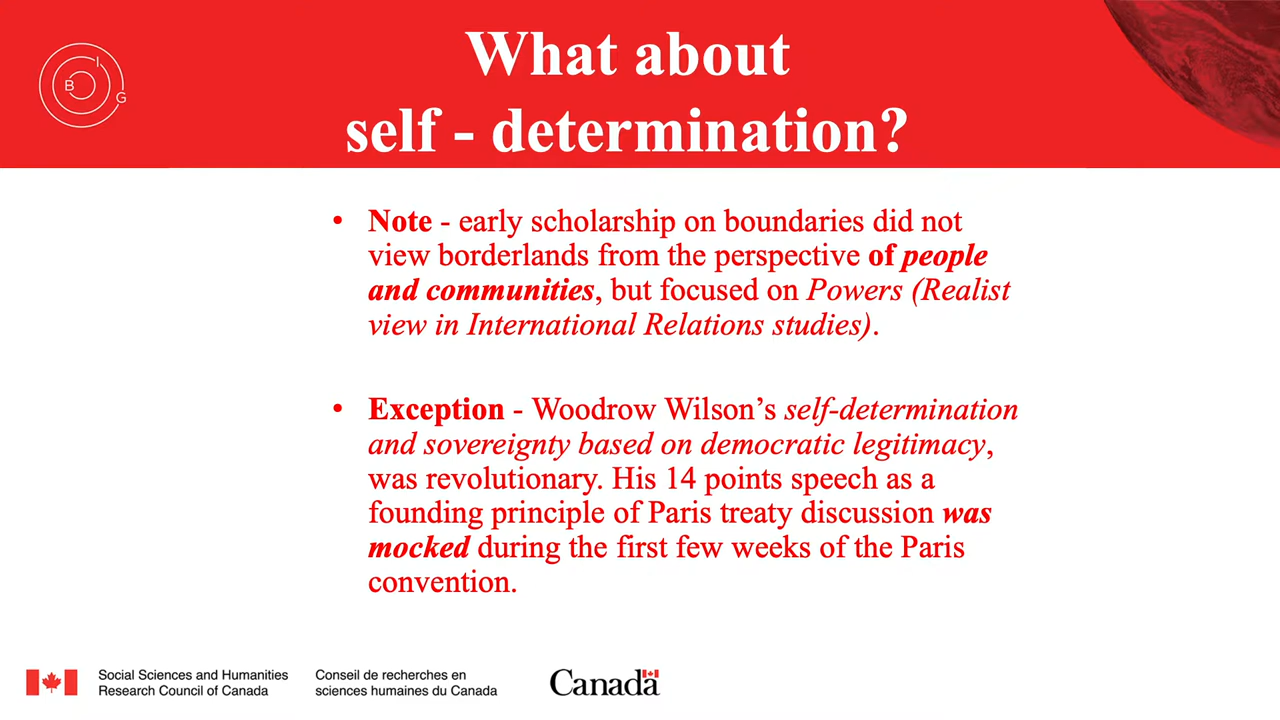 What about
self - determination?
B I G
• Note - early scholarship on boundaries did not
view borderlands from the perspective of people
and communities, but focused on Powers (Realist
view in International Relations studies).
• Exception - Woodrow Wilson’s self-determination
and sovereignty based on democratic legitimacy,
was revolutionary. His 14 points speech as a
founding principle of Paris treaty discussion was
mocked during the first few weeks of the Paris
convention.
Social Sciences and Humanities
Research Council of Canada
Conseil de recherches en
sciences humaines du Canada
Canada